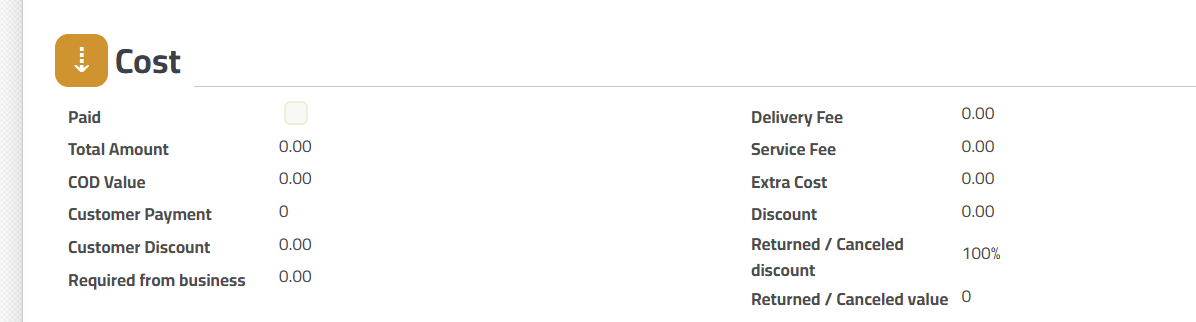 Cost
Paid
Total Amount 0.00
COD Value 0.00
Customer Payment 0
Customer Discount 0.00
Required from business 0.00
Delivery Fee 0.00
Service Fee 0.00
Extra Cost 0.00
Discount 0.00
Returned / Canceled
discount 100%
Returned / Canceled value 0